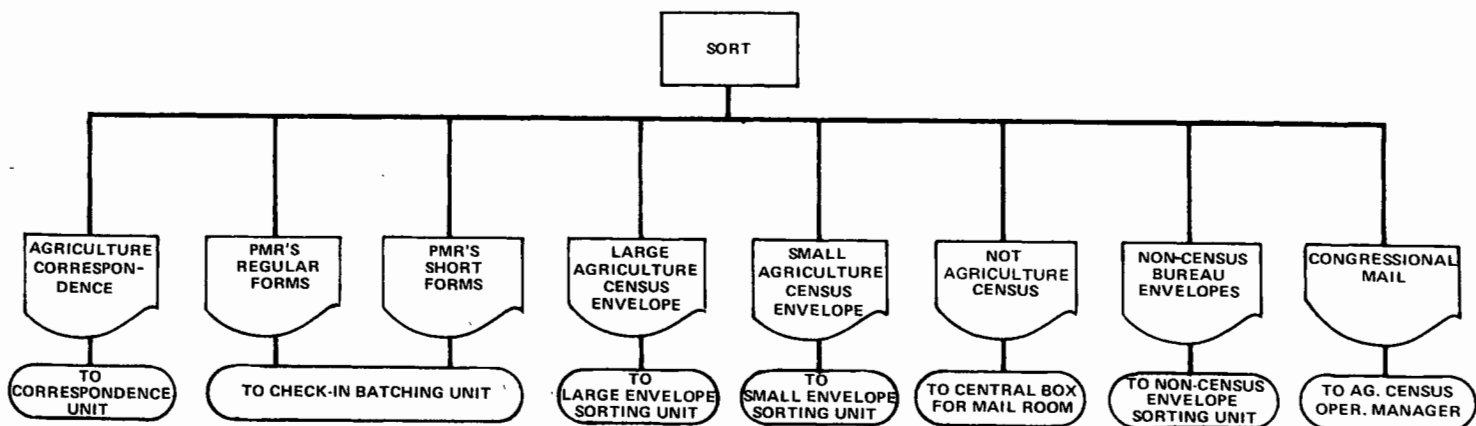 SORT
AGRICULTURE
CORRESPON-
DENCE
PMR'S
REGULAR
FORMS
PMR'S
SHORT
FORMS
LARGE
AGRICULTURE
CENSUS
ENVELOPE
SMALL
AGRICULTURE
CENSUS
ENVELOPE
NOT
AGRICULTURE
CENSUS
NON-CENSUS
BUREAU
ENVELOPES
CONGRESSIONAL
MAIL
TO
CORRESPONDENCE
UNIT
TO CHECK-IN BATCHING UNIT
TO
LARGE ENVELOPE
SORTING UNIT
TO
SMALL ENVELOPE
SORTING UNIT
TO CENTRAL BOX
FOR MAIL ROOM
TO NON-CENSUS
ENVELOPE
SORTING UNIT
TO AG. CENSUS
OPER. MANAGER